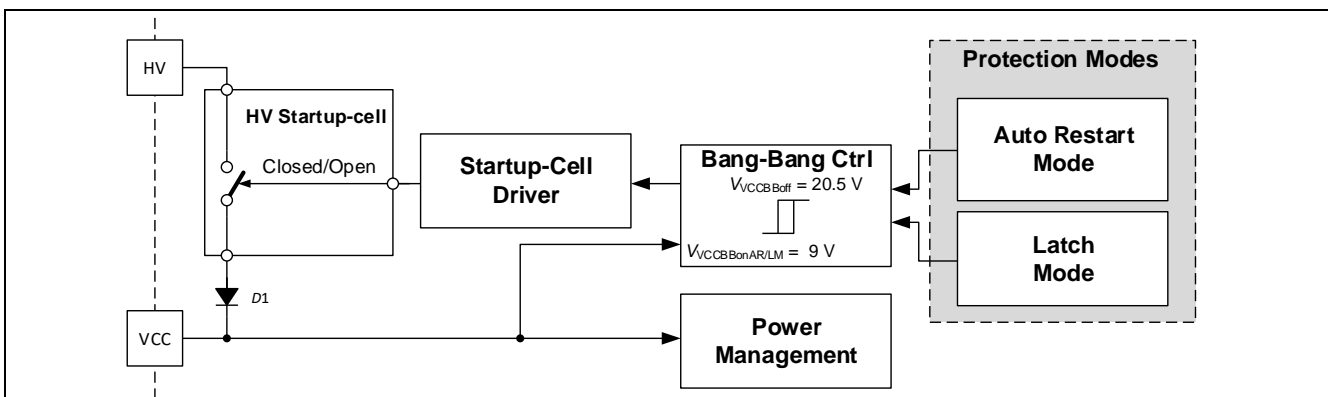 HV
HV Startup-cell
Closed/Open
D1
VCC
Startup-Cell
Driver
Bang-Bang Ctrl
VVCCBBoff = 20.5 V
VVCCBBonAR/LM = 9 V
Power
Management
Protection Modes
Auto Restart
Mode
Latch
Mode